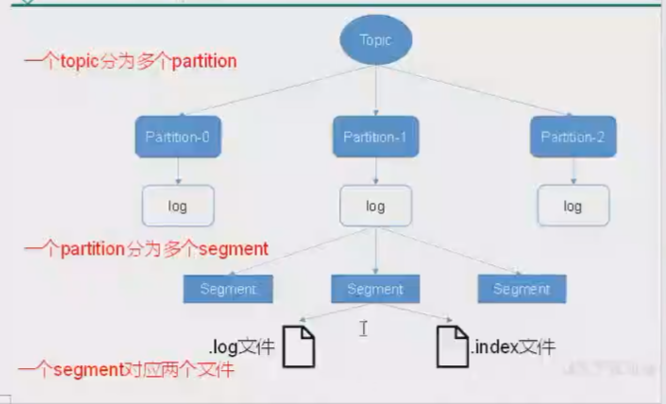 Topic
一个topic分为多个partition
Partition-0
Partition-1
Partition-2
log
log
log
一个partition分为多个segment
Segment
Segment
Segment
.log文件
.index文件
一个segment对应两个文件